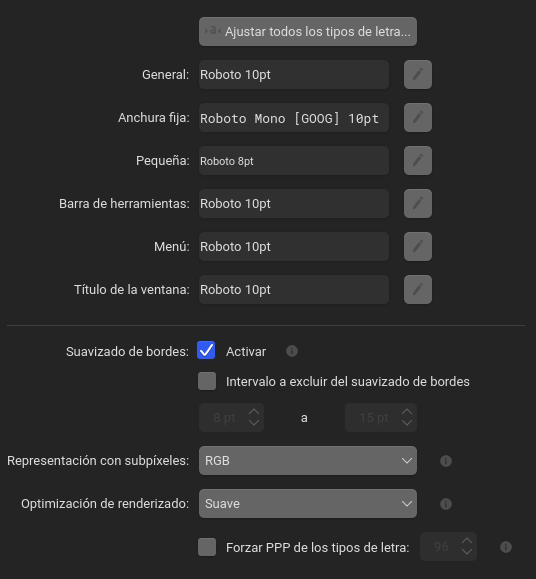 Ajustar todos los tipos de letra...
General: Roboto 10pt
Anchura fija: Roboto Mono [GOOG] 10pt
Pequeña: Roboto 8pt
Barra de herramientas: Roboto 10pt
Menú: Roboto 10pt
Título de la ventana: Roboto 10pt
Suavizado de bordes: Activar
Intervalo a excluir del suavizado de bordes
8 pt a 15 pt
Representación con subpíxeles: RGB
Optimización de renderizado: Suave
Forzar PPP de los tipos de letra: 96